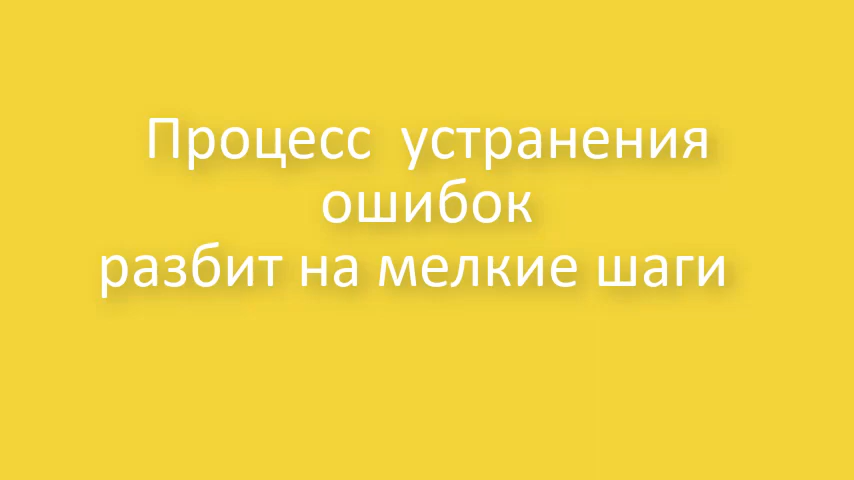 Процесс устранения
ошибок
разбит на мелкие шаги